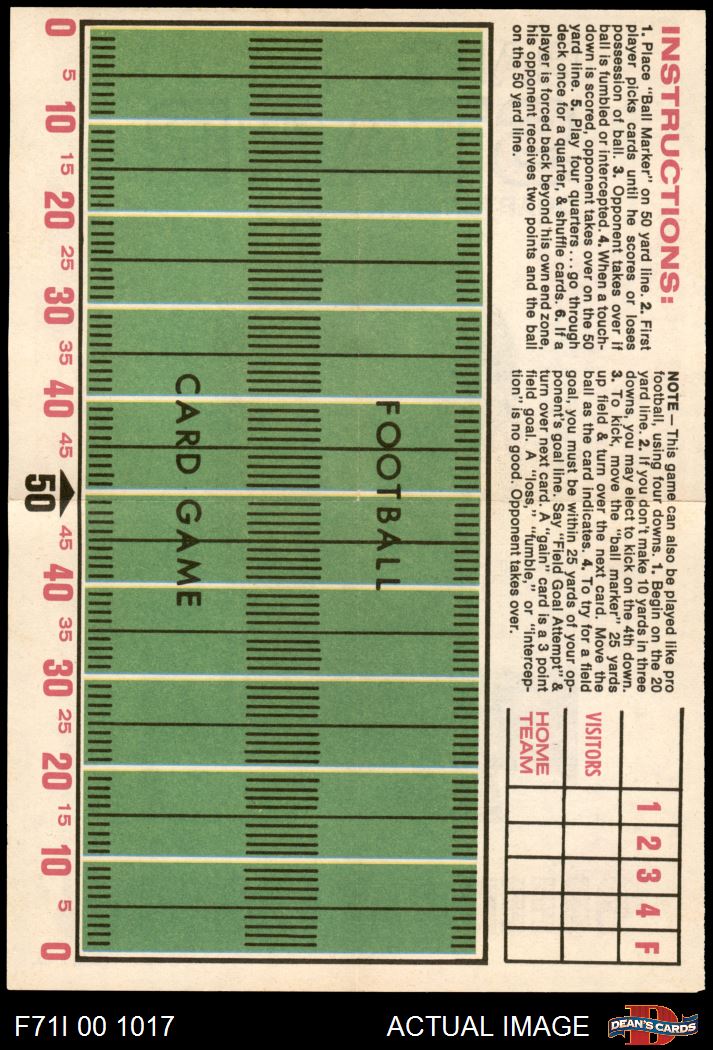 INSTRUCTIONS:
1. Place "Ball Marker" on 50 yard line. 2. First
player picks cards until he scores or loses
possession of ball. 3. Opponent takes over if
ball is fumbled or intercepted. 4. When a touch-
down is scored, opponent takes over on the 50
yard line. 5. Play four quarters... go through
deck once for a quarter, & shuffle cards. 6. If a
player is forced back beyond his own end zone,
his opponent receives two points and the ball
on the 50 yard line.
NOTE — This game can also be played like pro
football, using four downs. 1. Begin on the 20
yard line. 2. If you don't make 10 yards in three
downs, you may elect to kick on the 4th down.
3. To kick, move the "ball marker" 25 yards
up field & turn over the next card. Move the
ball as the card indicates. 4. To try for a field
goal, you must be within 25 yards of your op-
ponent's goal line. Say "Field Goal Attempt" &
turn over next card. A "gain" card is a 3 point
field goal. A "loss," "fumble," or "intercep-
tion" is no good. Opponent takes over.
1 2 3 4 F
VISITORS
HOME
TEAM
FOOTBALL
CARD GAME
0 5 10 15 20 25 30 35 40 45 50 45 40 35 30 25 20 15 10 5 0
F71I 00 1017
ACTUAL IMAGE
D
DEAN'S CARDS